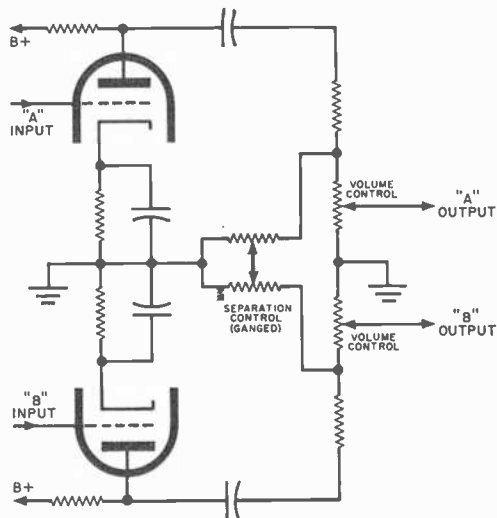 B+
"A"
INPUT
VOLUME
CONTROL
"A"
OUTPUT
SEPARATION
CONTROL
(GANGED)
"B"
OUTPUT
VOLUME
CONTROL
"B"
INPUT
B+